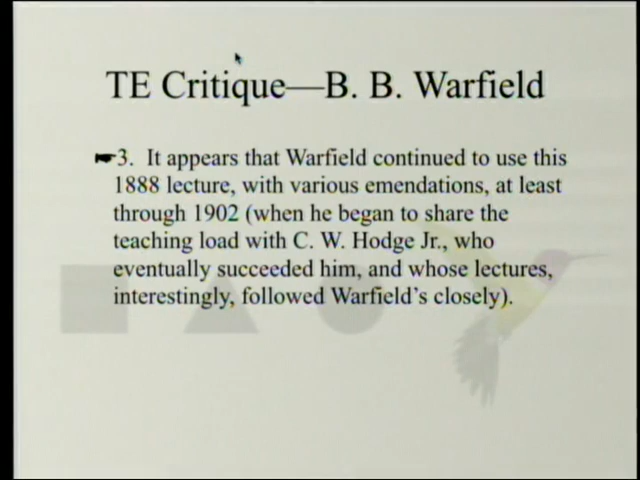 TE Critique—B. B. Warfield
3. It appears that Warfield continued to use this
1888 lecture, with various emendations, at least
through 1902 (when he began to share the
teaching load with C. W. Hodge Jr., who
eventually succeeded him, and whose lectures,
interestingly, followed Warfield's closely).